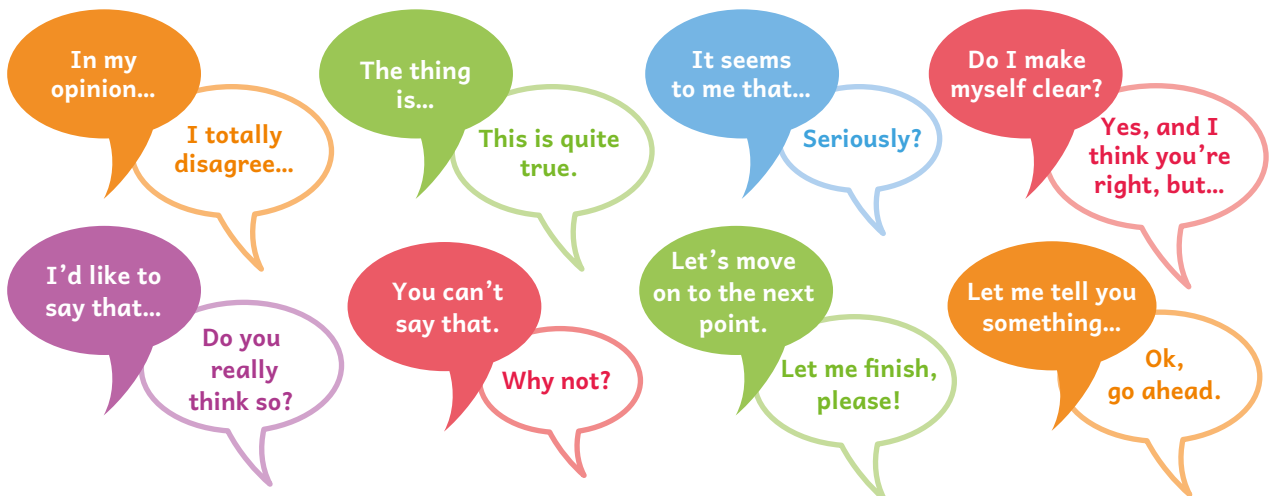 In my
opinion...
I totally
disagree...
The thing
is...
This is quite
true.
It seems
to me that...
Seriously?
Do I make
myself clear?
Yes, and I
think you're
right, but...
I'd like to
say that...
Do you
really
think so?
You can't
say that.
Why not?
Let's move
on to the next
point.
Let me finish,
please!
Let me tell you
something...
Ok,
go ahead.